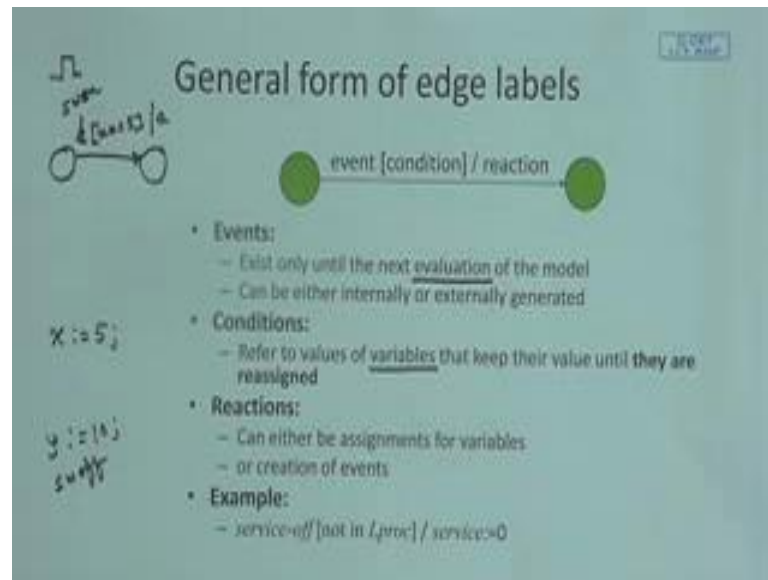 General form of edge labels
event [condition] / reaction
• Events:
– Exist only until the next evaluation of the model
– Can be either internally or externally generated
• Conditions:
– Refer to values of variables that keep their value until they are
reassigned
• Reactions:
– Can either be assignments for variables
– or creation of events
• Example:
– service-off [not in Lproc] / service:=0
x := 5;
y := 10;
swoff